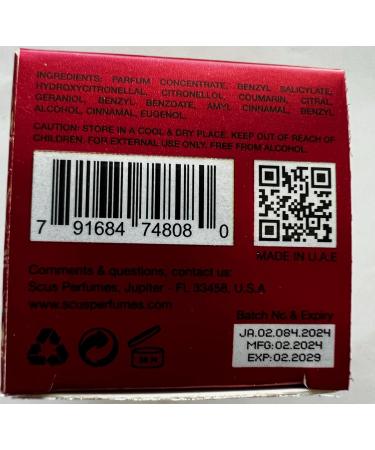 INGREDIENTS: PARFUM CONCENTRATE, BENZYL SALICYLATE,
HYDROXYCITRONELLAL, CITRONELLOL, COUMARIN, CITRAL,
GERANIOL, BENZYL BENZOATE, AMYL CINNAMAL, BENZYL
ALCOHOL, CINNAMAL, EUGENOL.
CAUTION: STORE IN A COOL & DRY PLACE. KEEP OUT OF REACH OF
CHILDREN. FOR EXTERNAL USE ONLY. FREE FROM ALCOHOL.
7 91684 74808 0
MADE IN U.A.E
Comments & questions, contact us:
Scus Perfumes, Jupiter - Fl, 33458, U.S.A
www.scusperfumes.com
Batch No & Expiry
JA.02.084.2024
MFG:02.2024
EXP:02.2029